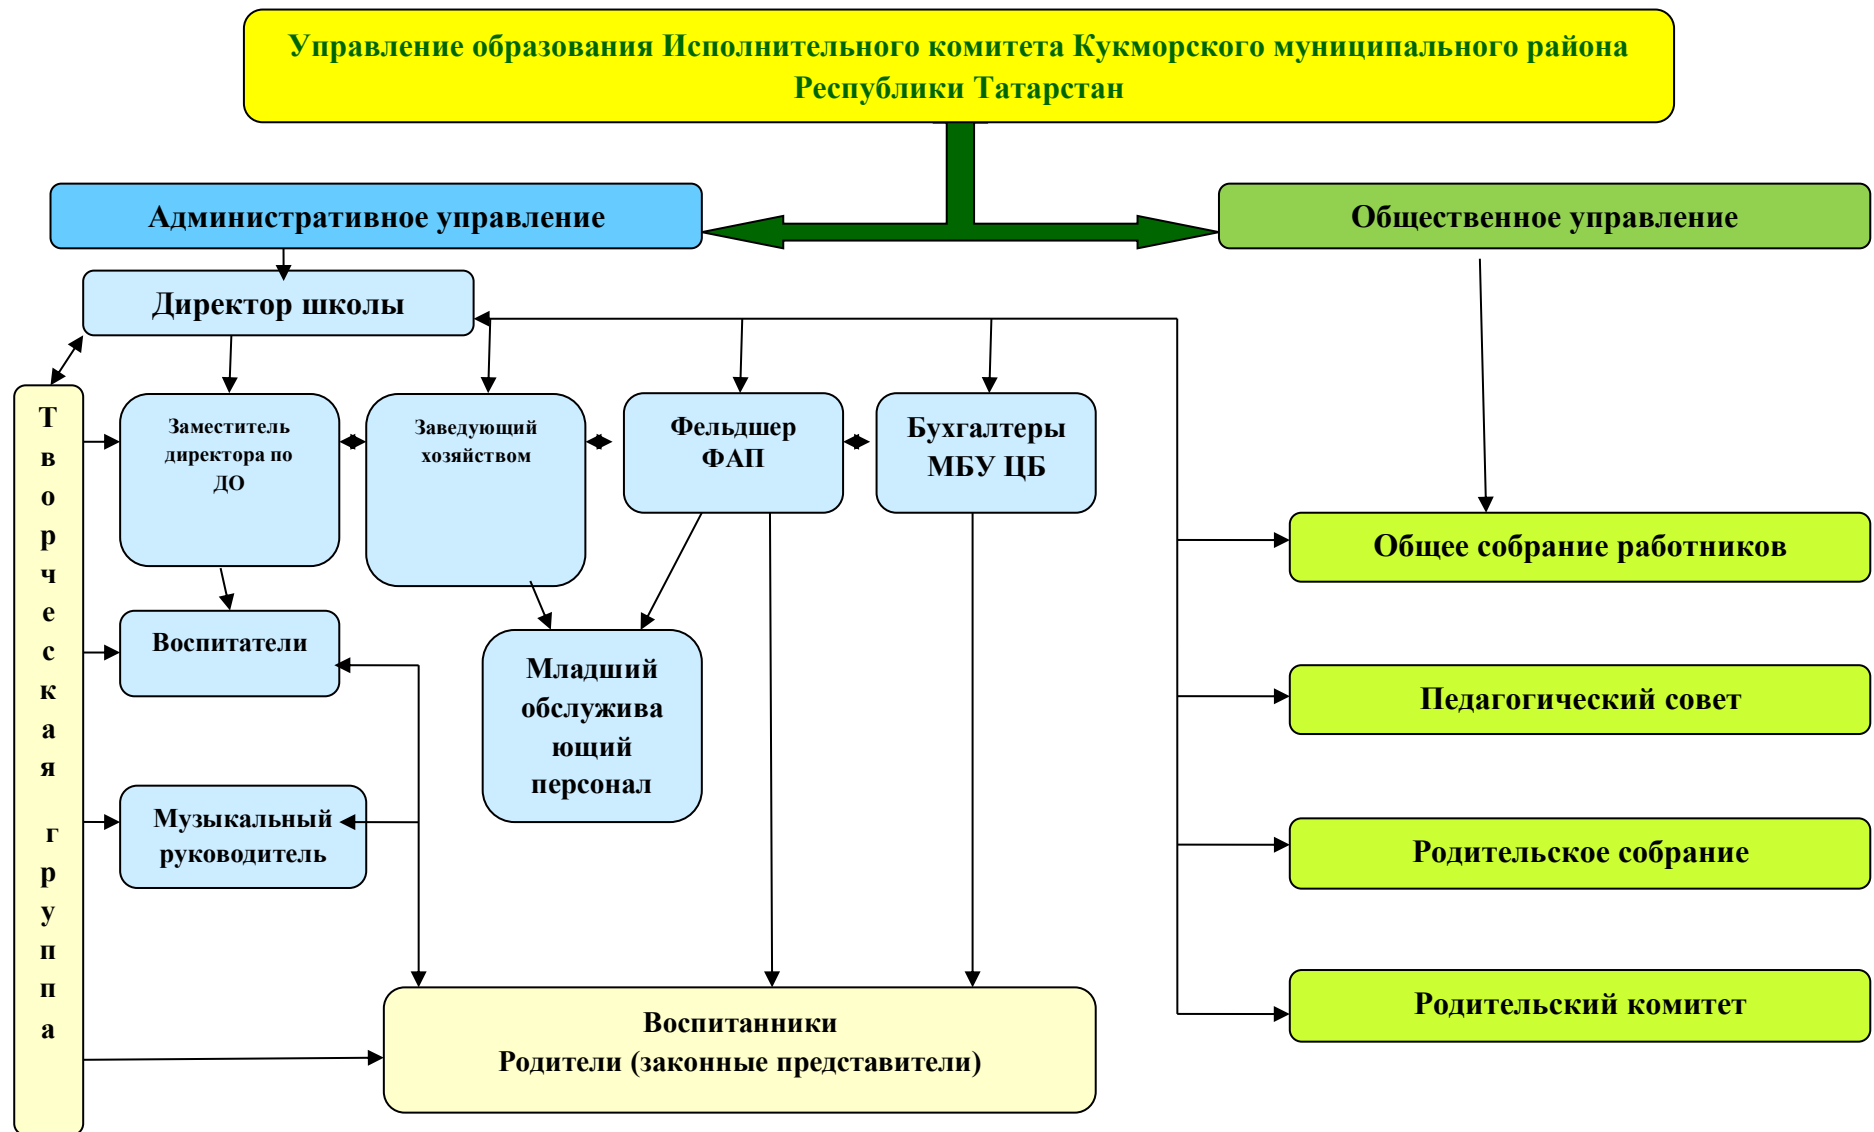 Управление образования Исполнительного комитета Кукморского муниципального района
Республики Татарстан
Административное управление
Общественное управление
Директор школы
Творческая группа
Заместитель
директора по
ДО
Заведующий
хозяйством
Фельдшер
ФАП
Бухгалтеры
МБУ ЦБ
Общее собрание работников
Воспитатели
Младший
обслужива
ющий
персонал
Педагогический совет
Музыкальный
руководитель
Родительское собрание
Родительский комитет
Воспитанники
Родители (законные представители)